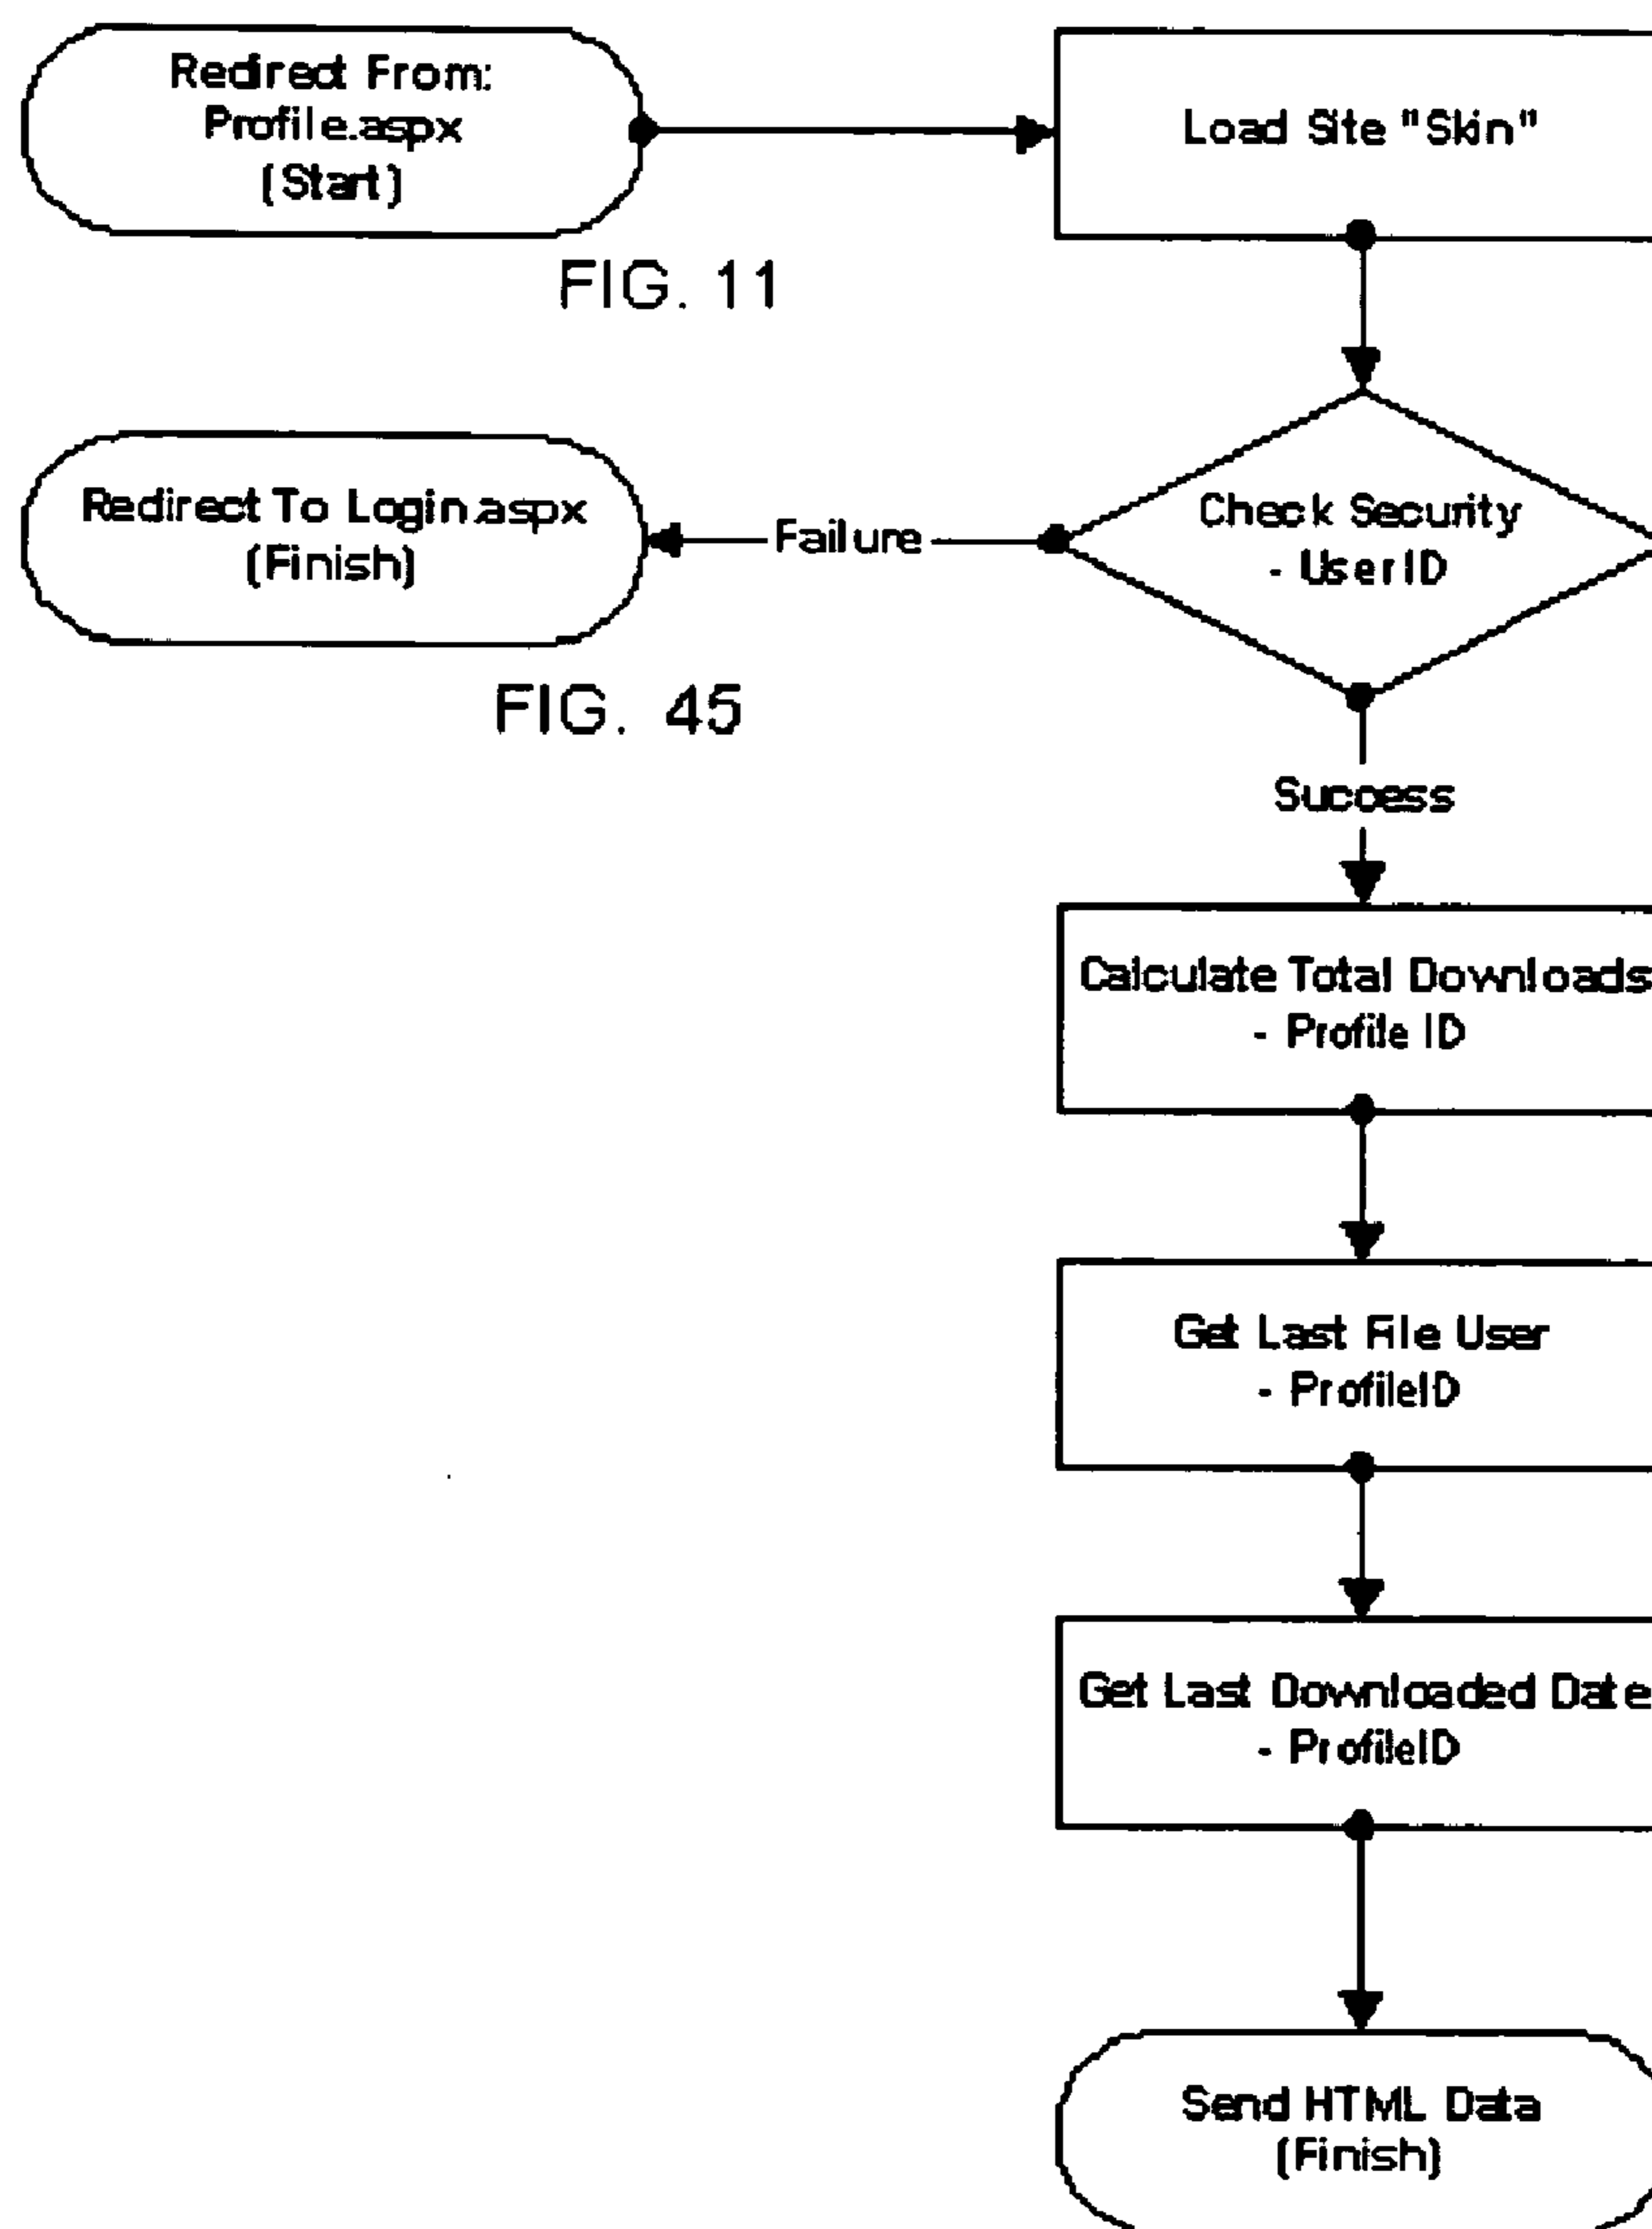 Redirect From:
Profile.aspx
(Start)
Load Site "Skin"
FIG. 11
Redirect To Login.aspx
(Finish)
Failure
Check Security
- UserID
FIG. 45
Success
Calculate Total Downloads
- Profile ID
Get Last File User
- ProfileID
Get Last Downloaded Date
- ProfileID
Send HTML Data
(Finish)